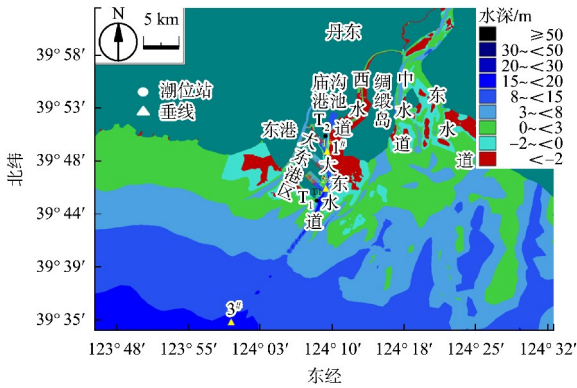 N
5 km
潮位站
垂线
丹东
西水道
中水道
东水道
绸缎岛
庙港
沟池
东港
大东港区
大东水道
T₂
T₁
1#
3#
水深/m
≥50
30~<50
20~<30
15~<20
8~<15
3~<8
0~<3
-2~<0
<-2
北纬
39° 58′
39° 53′
39° 48′
39° 44′
39° 39′
39° 35′
123° 48′
123° 55′
124° 03′
124° 10′
124° 18′
124° 25′
124° 32′
东经